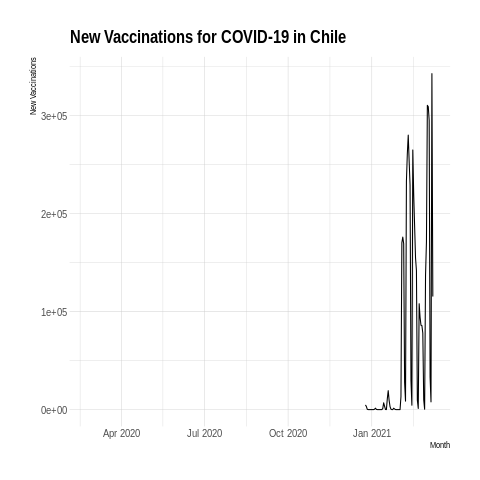 New Vaccinations for COVID-19 in Chile
New Vaccinations
3e+05
2e+05
1e+05
0e+00
Apr 2020 Jul 2020 Oct 2020 Jan 2021
Month